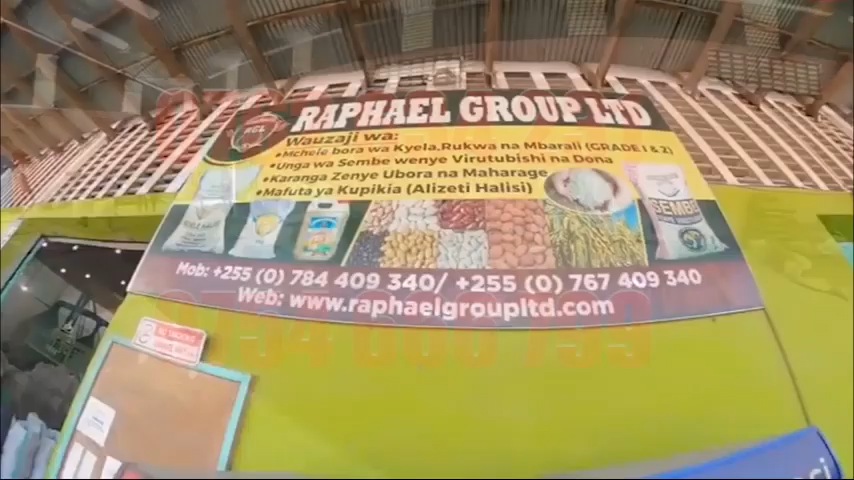 RAPHAEL GROUP LTD
RGL
Wauzaji wa
•Mchele bora wa Kyela,Rukwa na Mbarali (GRADE 1 & 2)
•Unga wa Sembe wenye Virutubishi na Dona
•Karanga Zenye Ubora na Maharage
•Mafuta ya Kupikia (Alizeti Halisi)
SEMBE
Mob: +255 (0) 784 409 340/ +255 (0) 767 409 340
Web: www.raphaelgroupltd.com